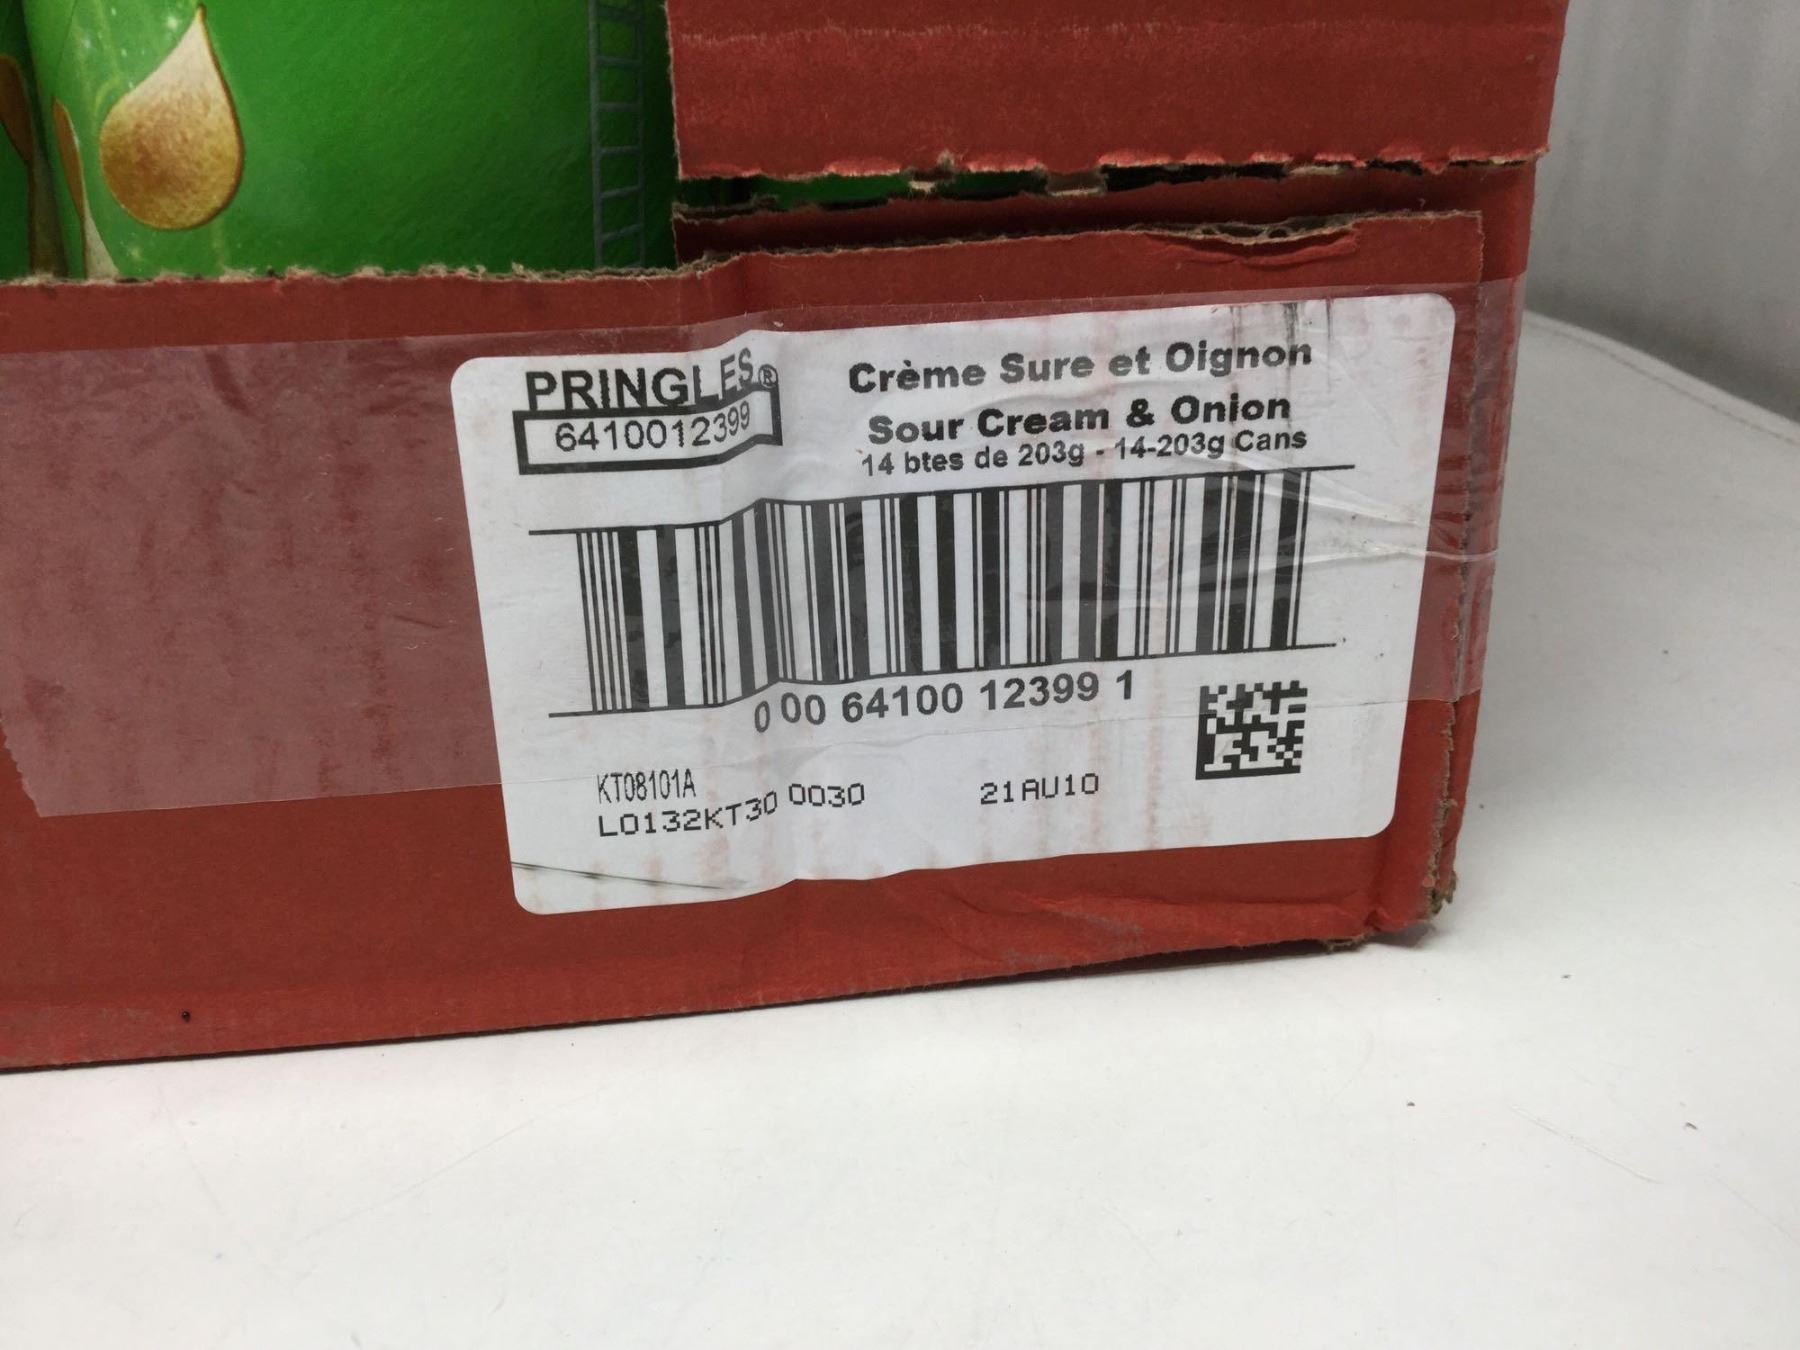 PRINGLES®
6410012399
Crème Sure et Oignon
Sour Cream & Onion
14 btes de 203g - 14-203g Cans
0 00 64100 12399 1
KT08101A
L0132KT30 0030
21AU10